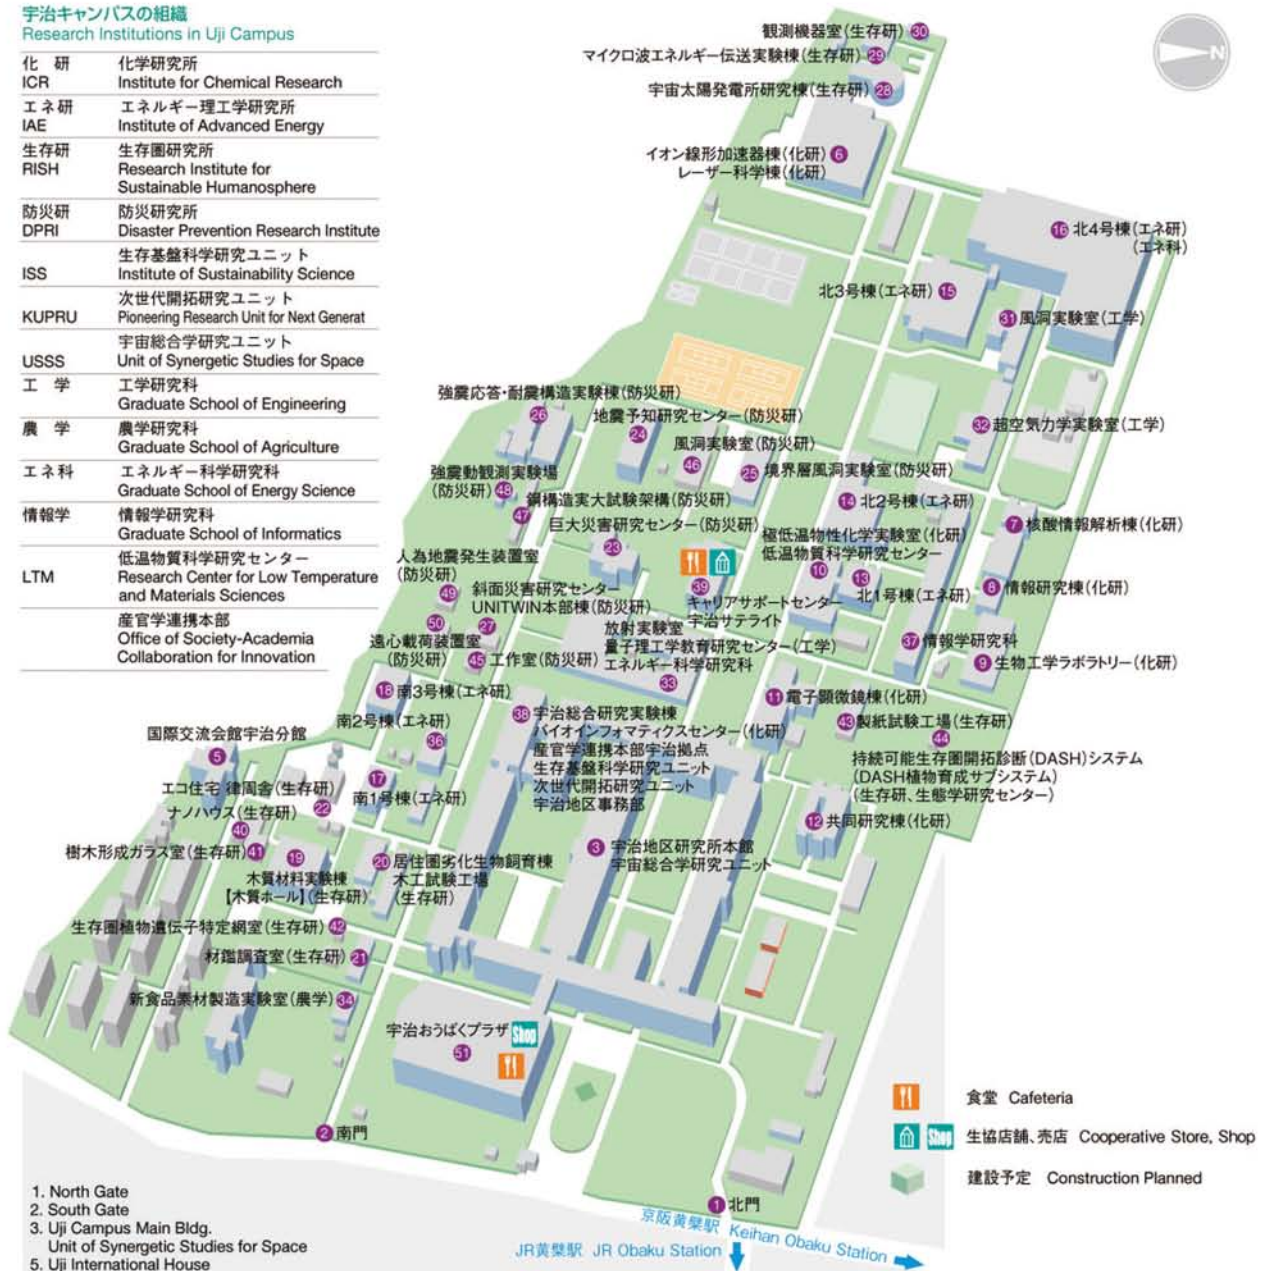 宇治キャンパスの組織
Research Institutions in Uji Campus
化 研 化学研究所
ICR Institute for Chemical Research
エネ研 エネルギー理工学研究所
IAE Institute of Advanced Energy
生存研 生存圏研究所
RISH Research Institute for
Sustainable Humanosphere
防災研 防災研究所
DPRI Disaster Prevention Research Institute
生存基盤科学研究ユニット
ISS Institute of Sustainability Science
次世代開拓研究ユニット
KUPRU Pioneering Research Unit for Next Generat
宇宙総合学研究ユニット
USSS Unit of Synergetic Studies for Space
工 学 工学研究科
Graduate School of Engineering
農 学 農学研究科
Graduate School of Agriculture
エネ科 エネルギー科学研究科
Graduate School of Energy Science
情報学 情報学研究科
Graduate School of Informatics
低温物質科学研究センター
LTM Research Center for Low Temperature
and Materials Sciences
産官学連携本部
Office of Society-Academia
Collaboration for Innovation
N
観測機器室(生存研) 30
マイクロ波エネルギー伝送実験棟(生存研) 29
宇宙太陽発電所研究棟(生存研) 28
イオン線形加速器棟(化研) 6
レーザー科学棟(化研)
16 北4号棟(エネ研)
(エネ科)
北3号棟(エネ研) 15
31 風洞実験室(工学)
強震応答・耐震構造実験棟(防災研)
26
地震予知研究センター(防災研)
24
32 超空気力学実験室(工学)
風洞実験室(防災研)
46
25 境界層風洞実験室(防災研)
強震動観測実験場
(防災研) 48
鋼構造実大試験架構(防災研)
47
14 北2号棟(エネ研)
巨大災害研究センター(防災研)
23
7 核酸情報解析棟(化研)
極低温物性化学実験室(化研)
低温物質科学研究センター
10
13
北1号棟(エネ研)
人為地震発生装置室
(防災研)
49
斜面災害研究センター
UNITWIN本部棟(防災研)
27
39
キャリアサポートセンター
宇治サテライト
8 情報研究棟(化研)
50
遠心載荷装置室
(防災研)
45 工作室(防災研)
放射実験室
量子理工学教育研究センター(工学)
エネルギー科学研究科
33
37 情報学研究科
9 生物工学ラボラトリー(化研)
18 南3号棟(エネ研)
11 電子顕微鏡棟(化研)
南2号棟(エネ研)
36
38 宇治総合研究実験棟
バイオインフォマティクスセンター(化研)
産官学連携本部宇治拠点
生存基盤科学研究ユニット
次世代開拓研究ユニット
宇治地区事務部
43 製紙試験工場(生存研)
44
持続可能生存圏開拓診断(DASH)システム
(DASH植物育成サブシステム)
(生存研、生態学研究センター)
国際交流会館宇治分館
5
17
南1号棟(エネ研)
エコ住宅 律周舎(生存研)
22
ナノハウス(生存研)
40
12 共同研究棟(化研)
樹木形成ガラス室(生存研) 41
19
木質材料実験棟
【木質ホール】(生存研)
20 居住圏劣化生物飼育棟
木工試験工場
(生存研)
3 宇治地区研究所本館
宇宙総合学研究ユニット
生存圏植物遺伝子特定網室(生存研) 42
材鑑調査室(生存研) 21
新食品素材製造実験室(農学) 34
宇治おうばくプラザ Shop
51
2 南門
1 北門
食堂 Cafeteria
Shop 生協店舗、売店 Cooperative Store, Shop
建設予定 Construction Planned
京阪黄檗駅 Keihan Obaku Station
JR黄檗駅 JR Obaku Station
1. North Gate
2. South Gate
3. Uji Campus Main Bldg.
Unit of Synergetic Studies for Space
5. Uji International House